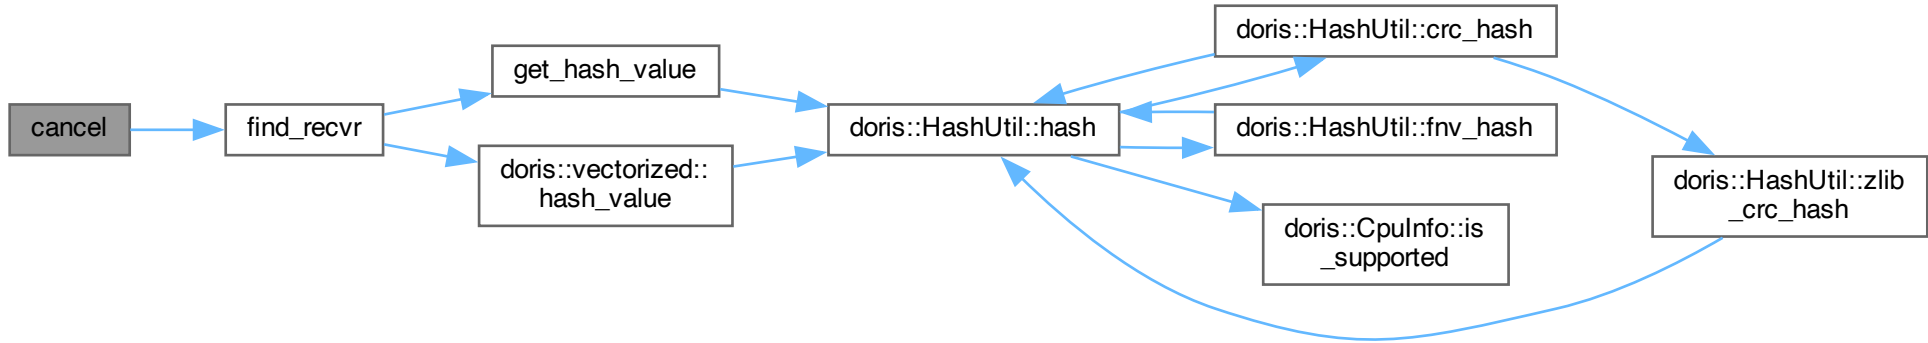 cancel
find_recvr
get_hash_value
doris::vectorized::
hash_value
doris::HashUtil::hash
doris::HashUtil::crc_hash
doris::HashUtil::fnv_hash
doris::CpuInfo::is
_supported
doris::HashUtil::zlib
_crc_hash